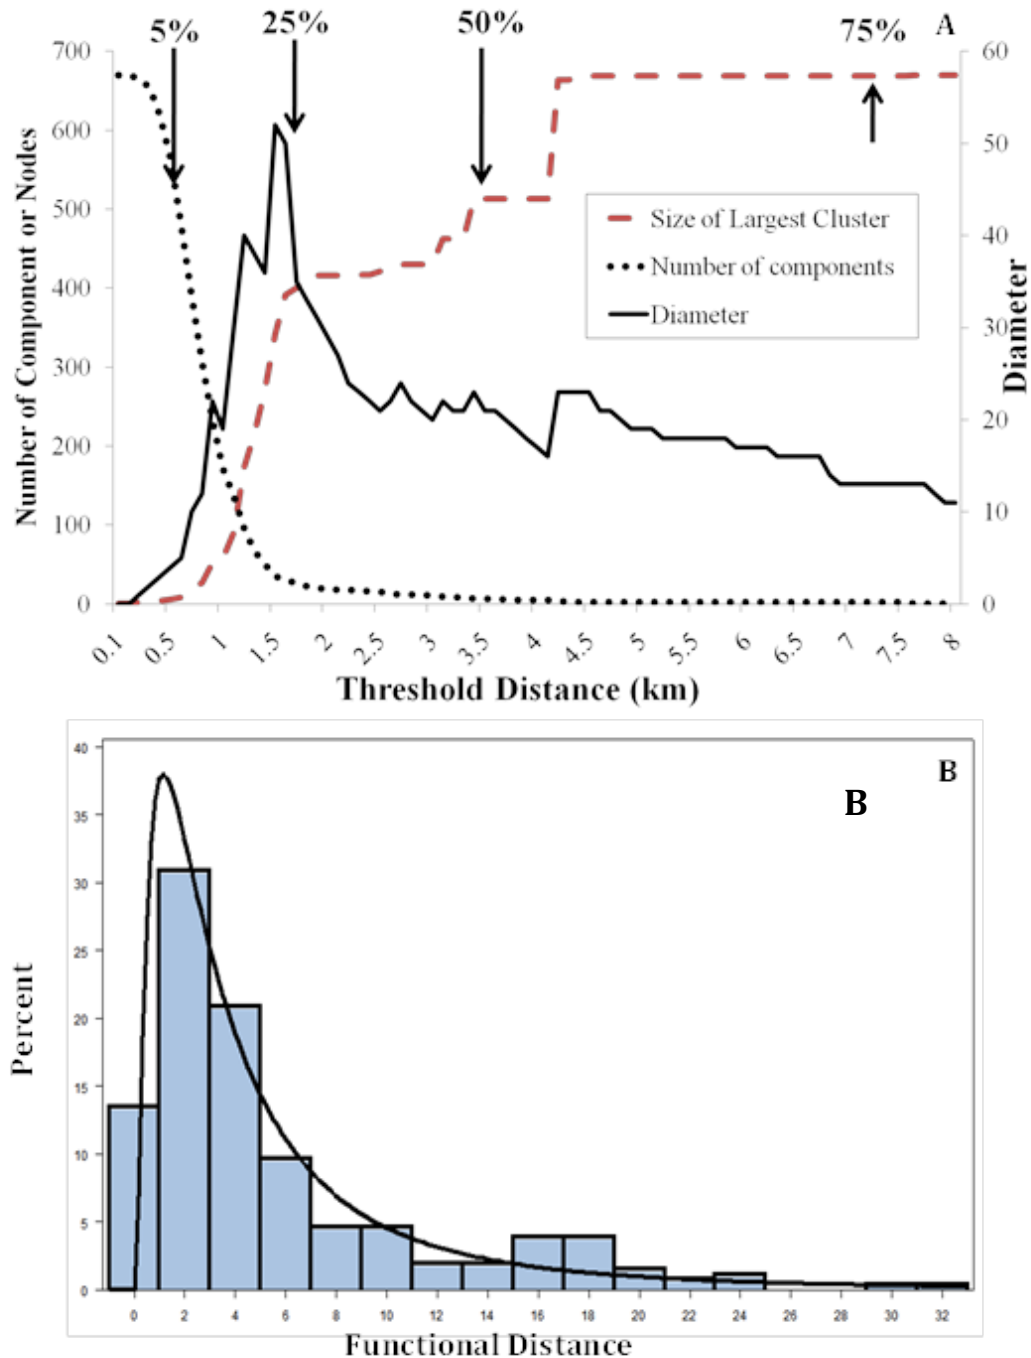 5%
25%
50%
75%
A
700
600
500
400
300
200
100
0
60
50
40
30
20
10
0
Number of Component or Nodes
Diameter
Size of Largest Cluster
Number of components
Diameter
0.1 0.5 1 1.5 2 2.5 3 3.5 4 4.5 5 5.5 6 6.5 7 7.5 8
Threshold Distance (km)
B
B
40
35
30
25
20
15
10
5
0
Percent
0 2 4 6 8 10 12 14 16 18 20 22 24 26 28 30 32
Functional Distance